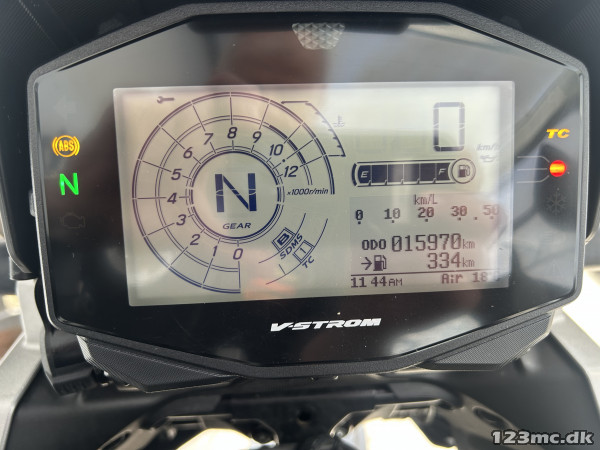 ABS
N
TC
7 8 9 10 11 12
6
5
4
3
2
1
0
×1000r/min
N
GEAR
SDMS
B
TC
0
km/h
E F
km/L
0 10 20 30 50
ODO 015970 km
334 km
11 44 AM Air 18
V-STROM
123mc.dk